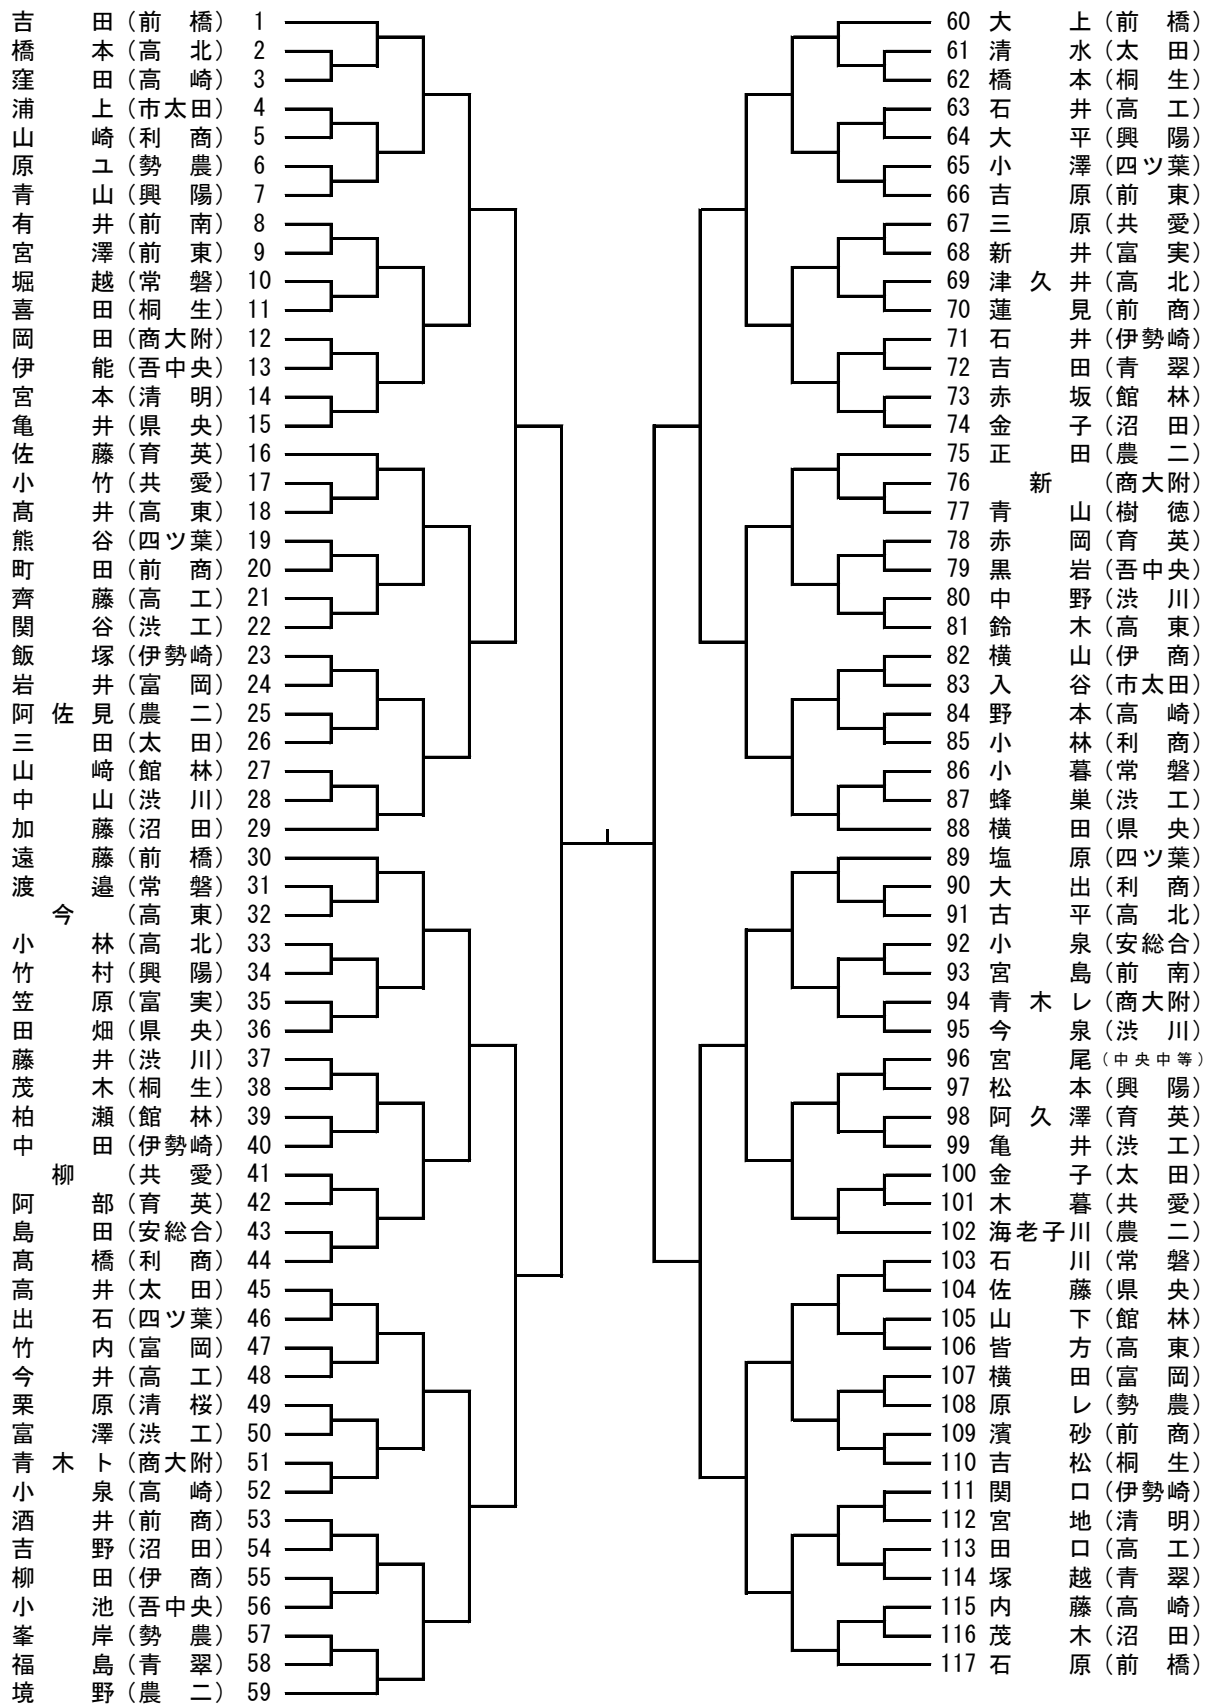 吉田（前橋） 1
橋本（高北） 2
窪田（高崎） 3
浦上（市太田） 4
山崎（利商） 5
原ユ（勢農） 6
青山（興陽） 7
有井（前南） 8
宮澤（前東） 9
堀越（常磐） 10
喜田（桐生） 11
岡田（商大附） 12
伊能（吾中央） 13
宮本（清明） 14
亀井（県央） 15
佐藤（育英） 16
小竹（共愛） 17
髙井（高東） 18
熊谷（四ツ葉） 19
町田（前商） 20
齊藤（高工） 21
関谷（渋工） 22
飯塚（伊勢崎） 23
岩井（富岡） 24
阿佐見（農二） 25
三田（太田） 26
山﨑（館林） 27
中山（渋川） 28
加藤（沼田） 29
遠藤（前橋） 30
渡邉（常磐） 31
今（高東） 32
小林（高北） 33
竹村（興陽） 34
笠原（富実） 35
田畑（県央） 36
藤井（渋川） 37
茂木（桐生） 38
柏瀬（館林） 39
中田（伊勢崎） 40
柳（共愛） 41
阿部（育英） 42
島田（安総合） 43
髙橋（利商） 44
高井（太田） 45
出石（四ツ葉） 46
竹内（富岡） 47
今井（高工） 48
栗原（清桜） 49
富澤（渋工） 50
青木ト（商大附） 51
小泉（高崎） 52
酒井（前商） 53
吉野（沼田） 54
柳田（伊商） 55
小池（吾中央） 56
峯岸（勢農） 57
福島（青翠） 58
境野（農二） 59
60 大上（前橋）
61 清水（太田）
62 橋本（桐生）
63 石井（高工）
64 大平（興陽）
65 小澤（四ツ葉）
66 吉原（前東）
67 三原（共愛）
68 新井（富実）
69 津久井（高北）
70 蓮見（前商）
71 石井（伊勢崎）
72 吉田（青翠）
73 赤坂（館林）
74 金子（沼田）
75 正田（農二）
76 新（商大附）
77 青山（樹徳）
78 赤岡（育英）
79 黒岩（吾中央）
80 中野（渋川）
81 鈴木（高東）
82 横山（伊商）
83 入谷（市太田）
84 野本（高崎）
85 小林（利商）
86 小暮（常磐）
87 蜂巣（渋工）
88 横田（県央）
89 塩原（四ツ葉）
90 大出（利商）
91 古平（高北）
92 小泉（安総合）
93 宮島（前南）
94 青木レ（商大附）
95 今泉（渋川）
96 宮尾（中央中等）
97 松本（興陽）
98 阿久澤（育英）
99 亀井（渋工）
100 金子（太田）
101 木暮（共愛）
102 海老子川（農二）
103 石川（常磐）
104 佐藤（県央）
105 山下（館林）
106 皆方（高東）
107 横田（富岡）
108 原レ（勢農）
109 濱砂（前商）
110 吉松（桐生）
111 関口（伊勢崎）
112 宮地（清明）
113 田口（高工）
114 塚越（青翠）
115 内藤（高崎）
116 茂木（沼田）
117 石原（前橋）